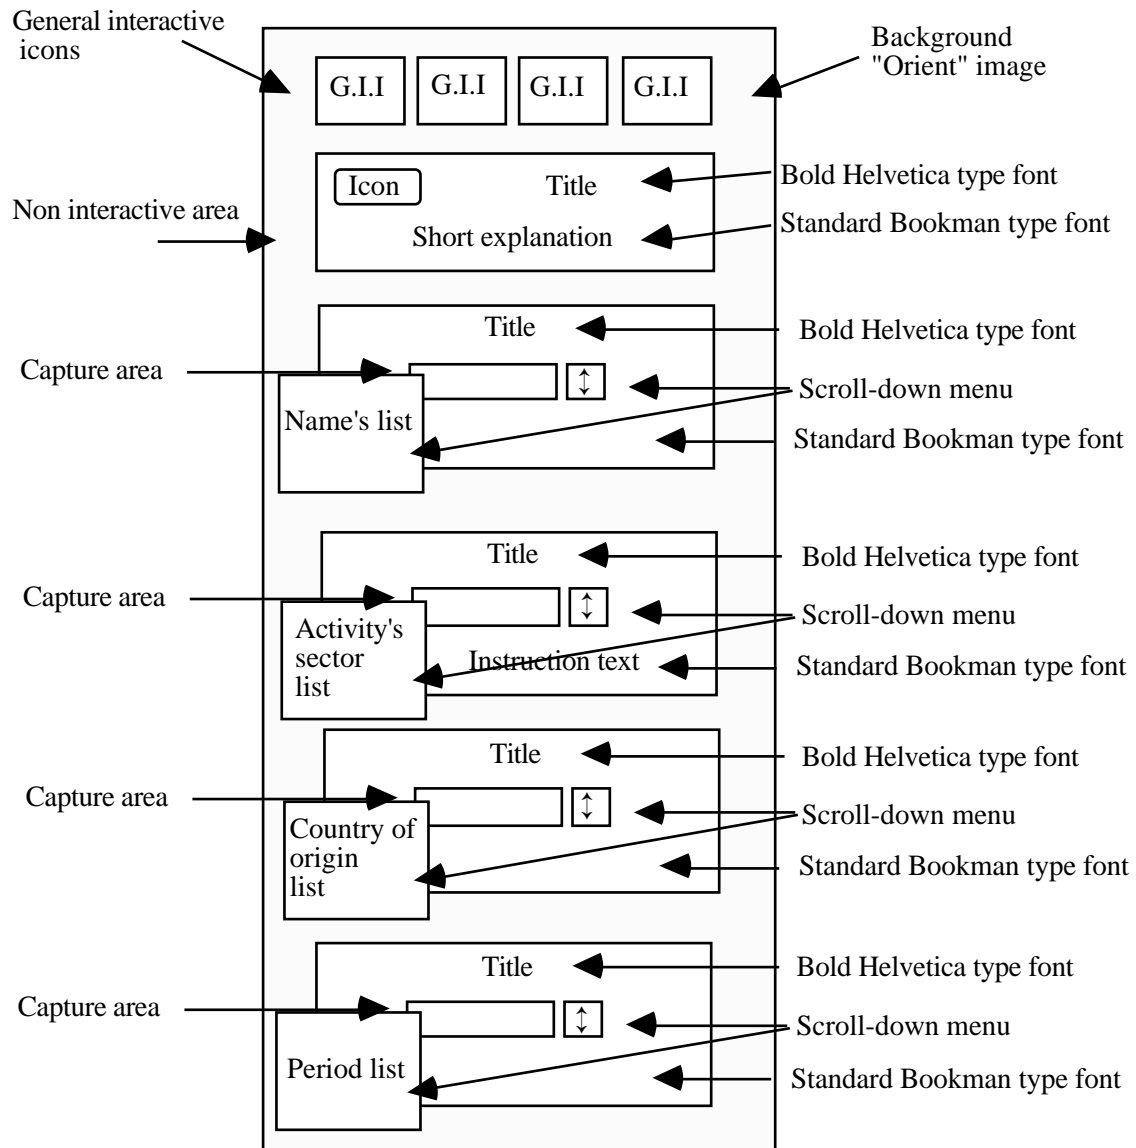 General interactive
icons
Background
"Orient" image
G.I.I
G.I.I
G.I.I
G.I.I
Icon
Title
Bold Helvetica type font
Non interactive area
Short explanation
Standard Bookman type font
Title
Bold Helvetica type font
Capture area
Scroll-down menu
Name's list
Standard Bookman type font
Title
Bold Helvetica type font
Capture area
Scroll-down menu
Activity's
sector
list
Instruction text
Standard Bookman type font
Title
Bold Helvetica type font
Capture area
Scroll-down menu
Country of
origin
list
Standard Bookman type font
Title
Bold Helvetica type font
Capture area
Scroll-down menu
Period list
Standard Bookman type font